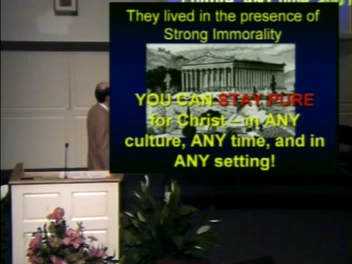 They lived in the presence of
Strong Immorality
YOU CAN STAY PURE
for Christ – in ANY
culture, ANY time, and in
ANY setting!